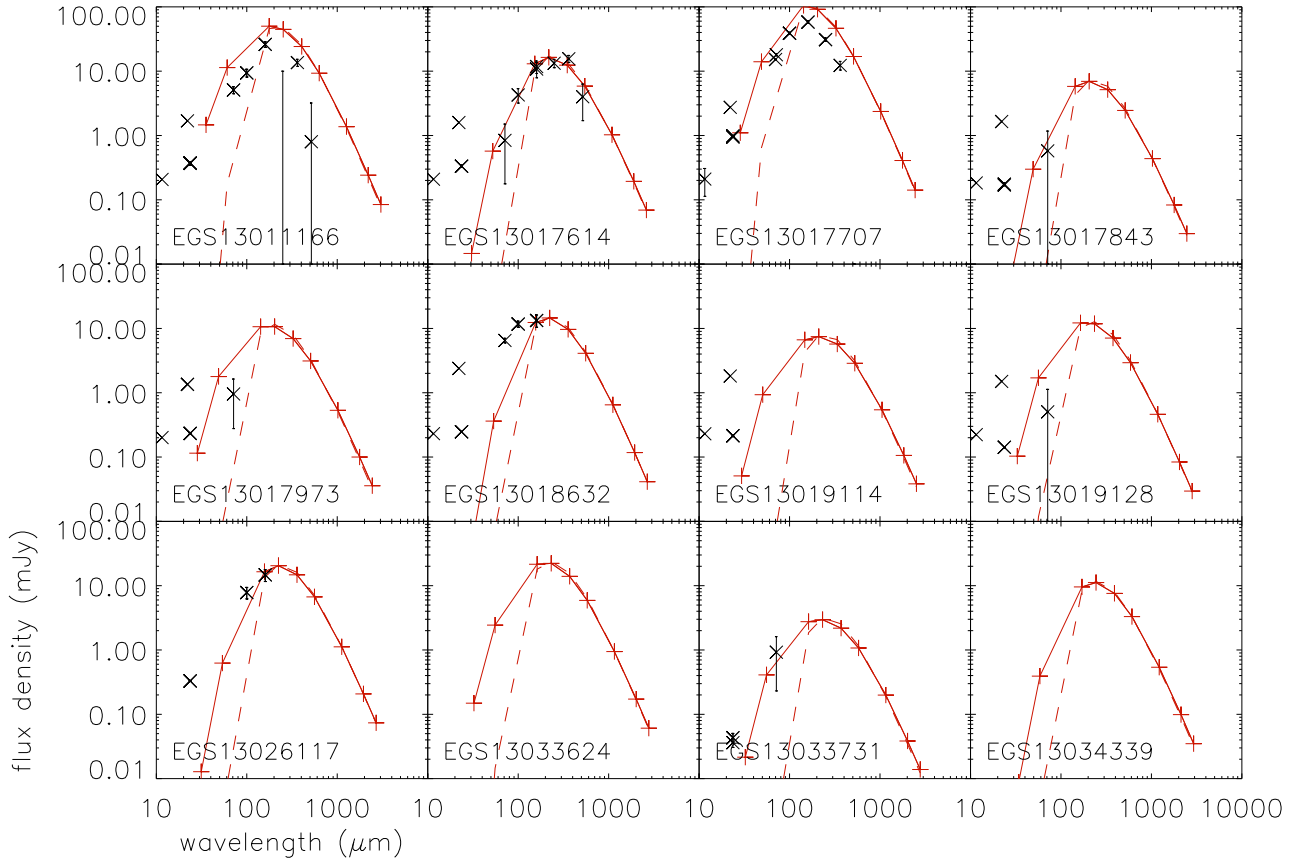 100.00
10.00
1.00
0.10
0.01
EGS13011166 EGS13017614 EGS13017707 EGS13017843
100.00
10.00
1.00
0.10
0.01
EGS13017973 EGS13018632 EGS13019114 EGS13019128
100.00
10.00
1.00
0.10
0.01
EGS13026117 EGS13033624 EGS13033731 EGS13034339
10 100 1000 10 100 1000 10 100 1000 10 100 1000 10000
wavelength (μm)
flux density (mJy)